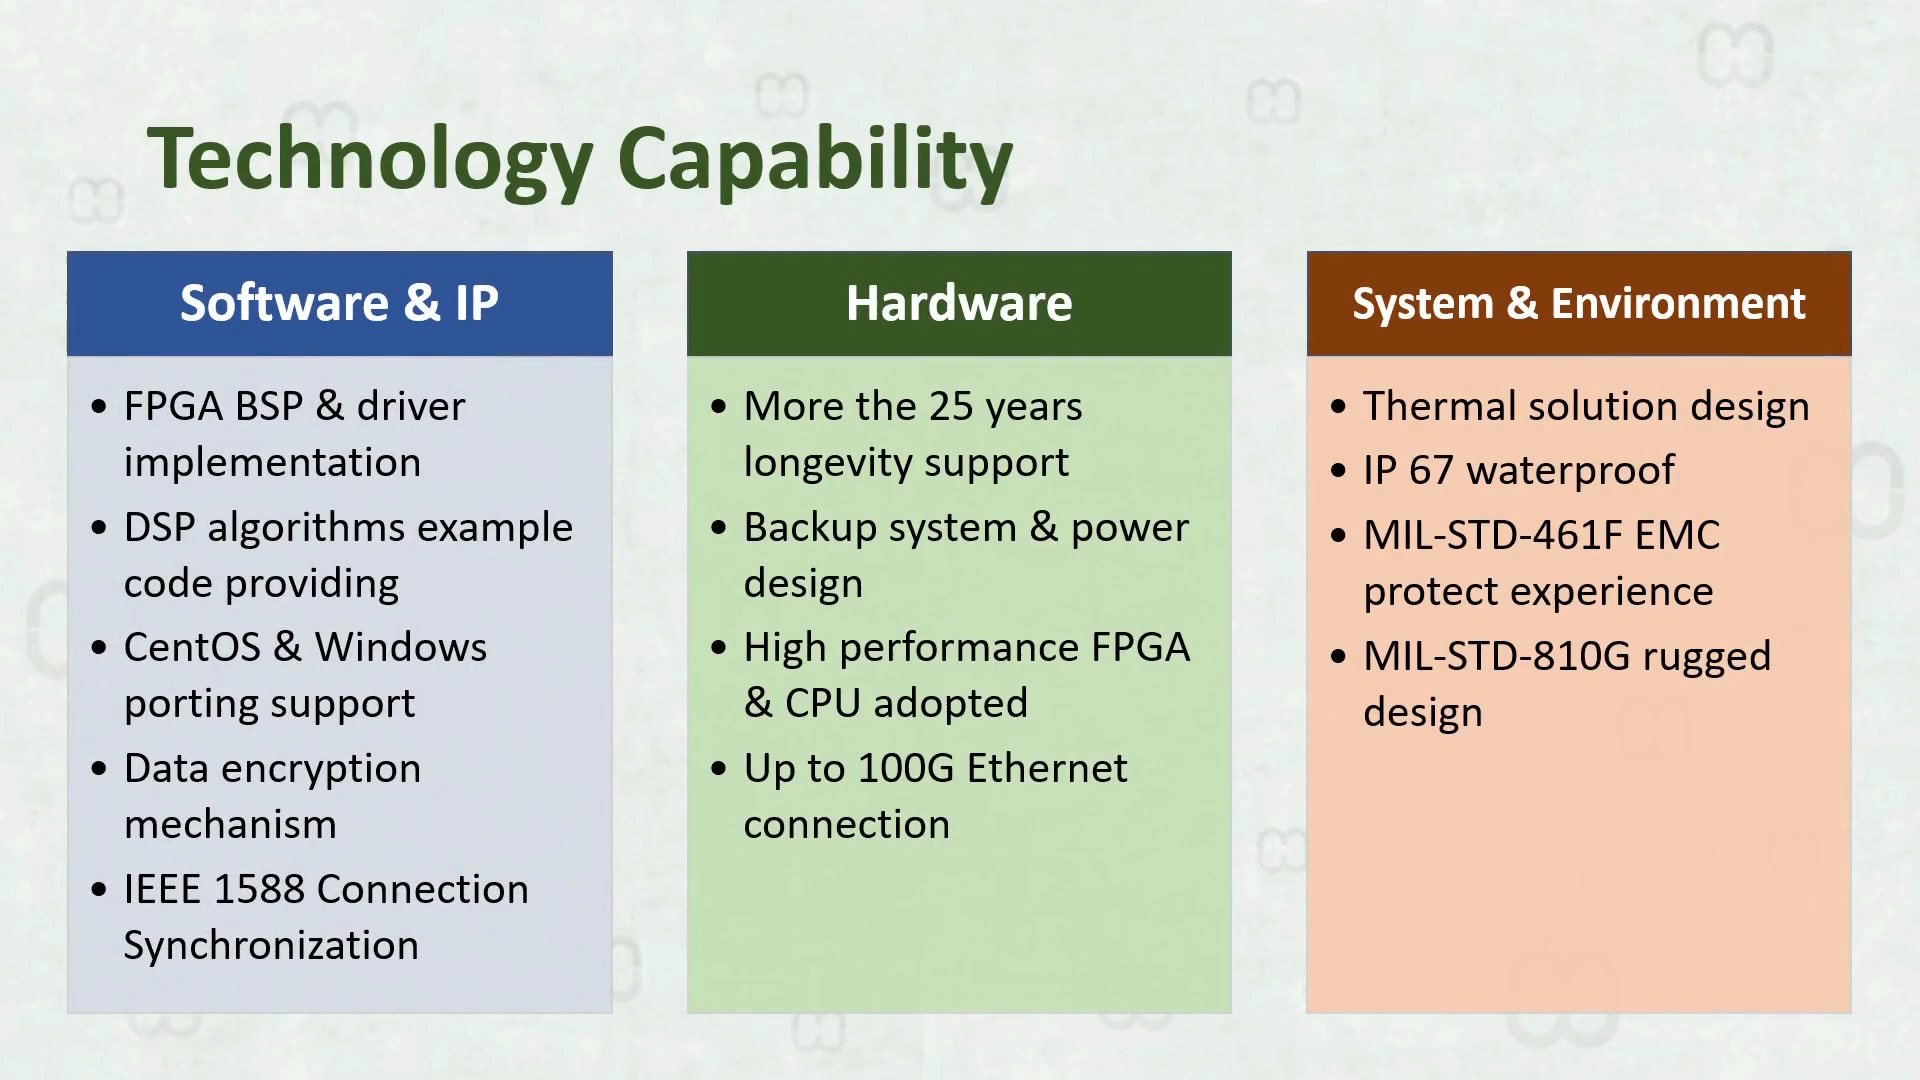 Technology Capability
Software & IP
• FPGA BSP & driver
implementation
• DSP algorithms example
code providing
• CentOS & Windows
porting support
• Data encryption
mechanism
• IEEE 1588 Connection
Synchronization
Hardware
• More the 25 years
longevity support
• Backup system & power
design
• High performance FPGA
& CPU adopted
• Up to 100G Ethernet
connection
System & Environment
• Thermal solution design
• IP 67 waterproof
• MIL-STD-461F EMC
protect experience
• MIL-STD-810G rugged
design